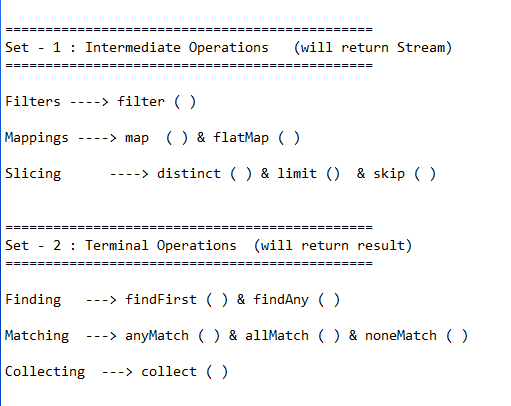 ==============================================
Set - 1 : Intermediate Operations   (will return Stream)
==============================================
Filters ----> filter ( )
Mappings ----> map  ( ) & flatMap ( )
Slicing      ----> distinct ( ) & limit ()  & skip ( )
==============================================
Set - 2 : Terminal Operations  (will return result)
==============================================
Finding   ---> findFirst ( ) & findAny ( )
Matching  ---> anyMatch ( ) & allMatch ( ) & noneMatch ( )
Collecting  ---> collect ( )